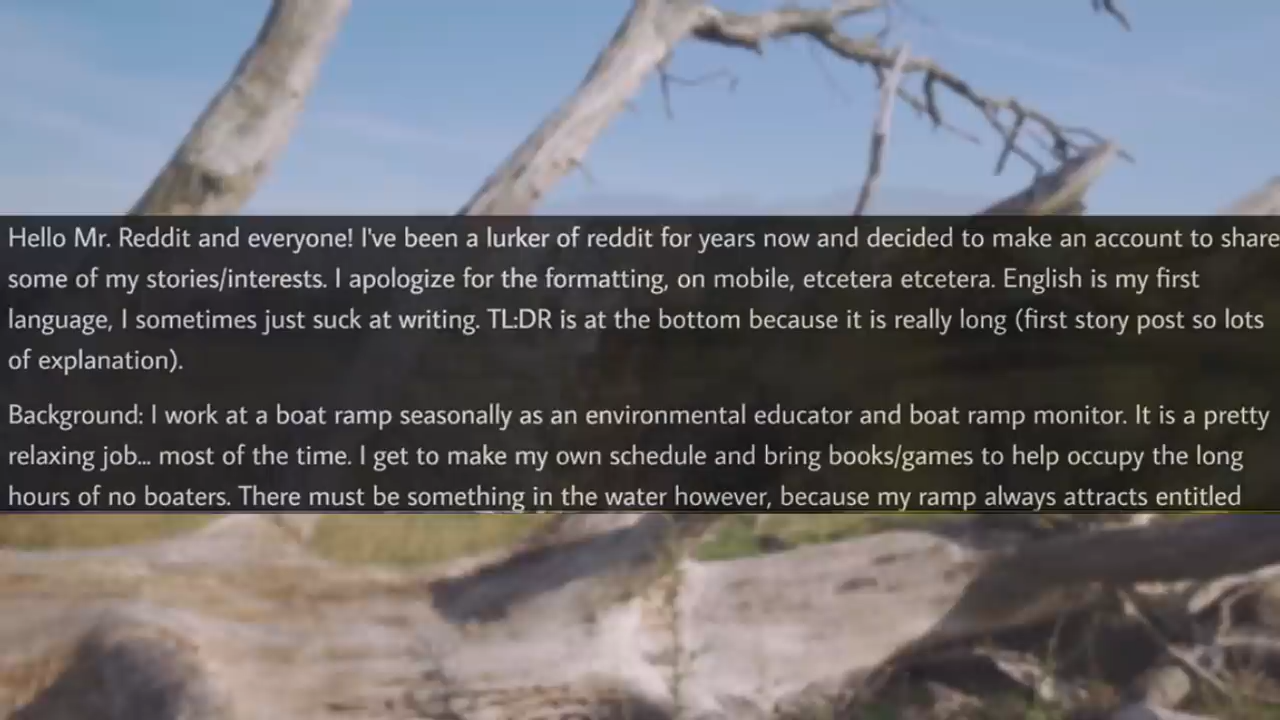 Hello Mr. Reddit and everyone! I've been a lurker of reddit for years now and decided to make an account to share
some of my stories/interests. I apologize for the formatting, on mobile, etcetera etcetera. English is my first
language, I sometimes just suck at writing. TL:DR is at the bottom because it is really long (first story post so lots
of explanation).
Background: I work at a boat ramp seasonally as an environmental educator and boat ramp monitor. It is a pretty
relaxing job... most of the time. I get to make my own schedule and bring books/games to help occupy the long
hours of no boaters. There must be something in the water however, because my ramp always attracts entitled